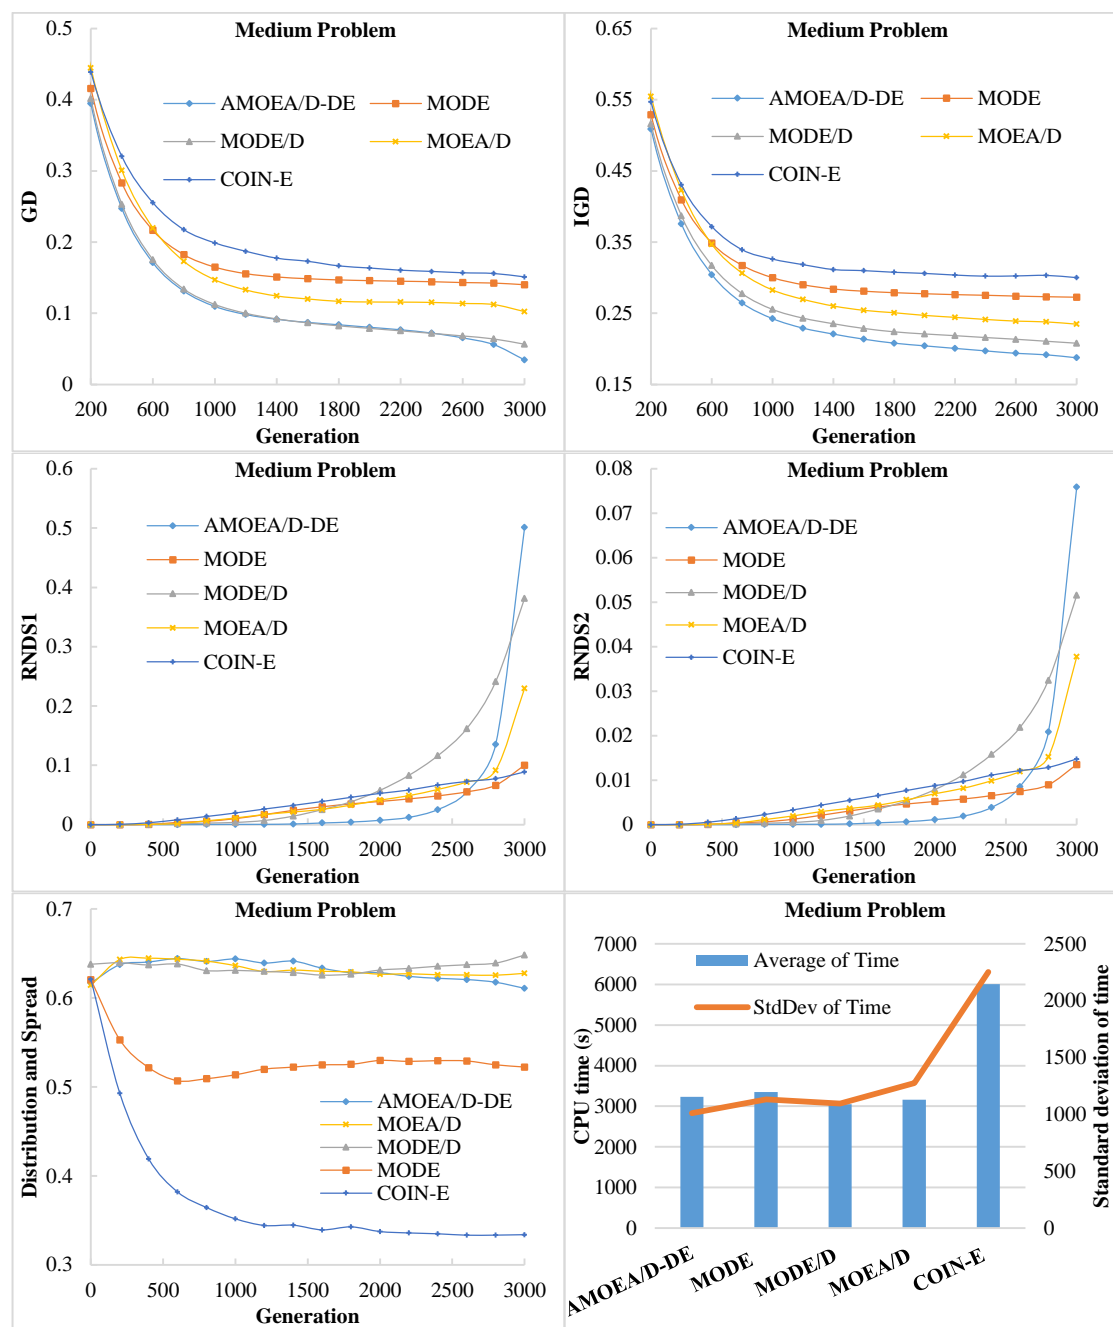 Medium Problem
0.5
0.4
0.3
0.2
0.1
0
GD
AMOEA/D-DE
MODE
MODE/D
MOEA/D
COIN-E
200 600 1000 1400 1800 2200 2600 3000
Generation
Medium Problem
0.65
0.55
0.45
0.35
0.25
0.15
IGD
AMOEA/D-DE
MODE
MODE/D
MOEA/D
COIN-E
200 600 1000 1400 1800 2200 2600 3000
Generation
Medium Problem
0.6
0.5
0.4
0.3
0.2
0.1
0
RNDS1
AMOEA/D-DE
MODE
MODE/D
MOEA/D
COIN-E
0 500 1000 1500 2000 2500 3000
Generation
Medium Problem
0.08
0.07
0.06
0.05
0.04
0.03
0.02
0.01
0
RNDS2
AMOEA/D-DE
MODE
MODE/D
MOEA/D
COIN-E
0 500 1000 1500 2000 2500 3000
Generation
Medium Problem
0.7
0.6
0.5
0.4
0.3
Distribution and Spread
AMOEA/D-DE
MOEA/D
MODE/D
MODE
COIN-E
0 500 1000 1500 2000 2500 3000
Generation
Medium Problem
7000
6000
5000
4000
3000
2000
1000
0
CPU time (s)
Average of Time
StdDev of Time
2500
2000
1500
1000
500
0
Standard deviation of time
AMOEA/D-DE
MODE
MODE/D
MOEA/D
COIN-E